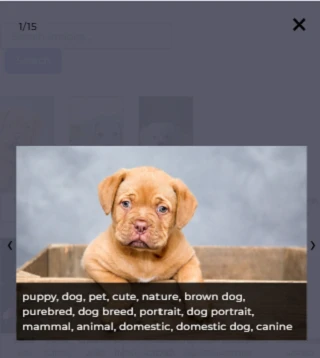 1/15
puppy, dog, pet, cute, nature, brown dog,
purebred, dog breed, portrait, dog portrait,
mammal, animal, domestic, domestic dog, canine